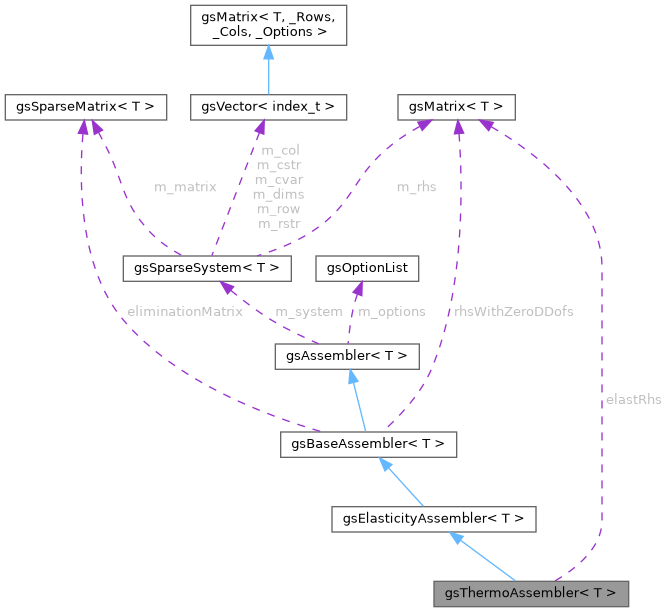 gsMatrix< T, _Rows,
_Cols, _Options >
gsSparseMatrix< T >
gsVector< index_t >
gsMatrix< T >
m_matrix
m_col
m_cstr
m_cvar
m_dims
m_row
m_rstr
m_rhs
gsSparseSystem< T >
gsOptionList
eliminationMatrix
m_system
m_options
rhsWithZeroDDofs
gsAssembler< T >
elastRhs
gsBaseAssembler< T >
gsElasticityAssembler< T >
gsThermoAssembler< T >